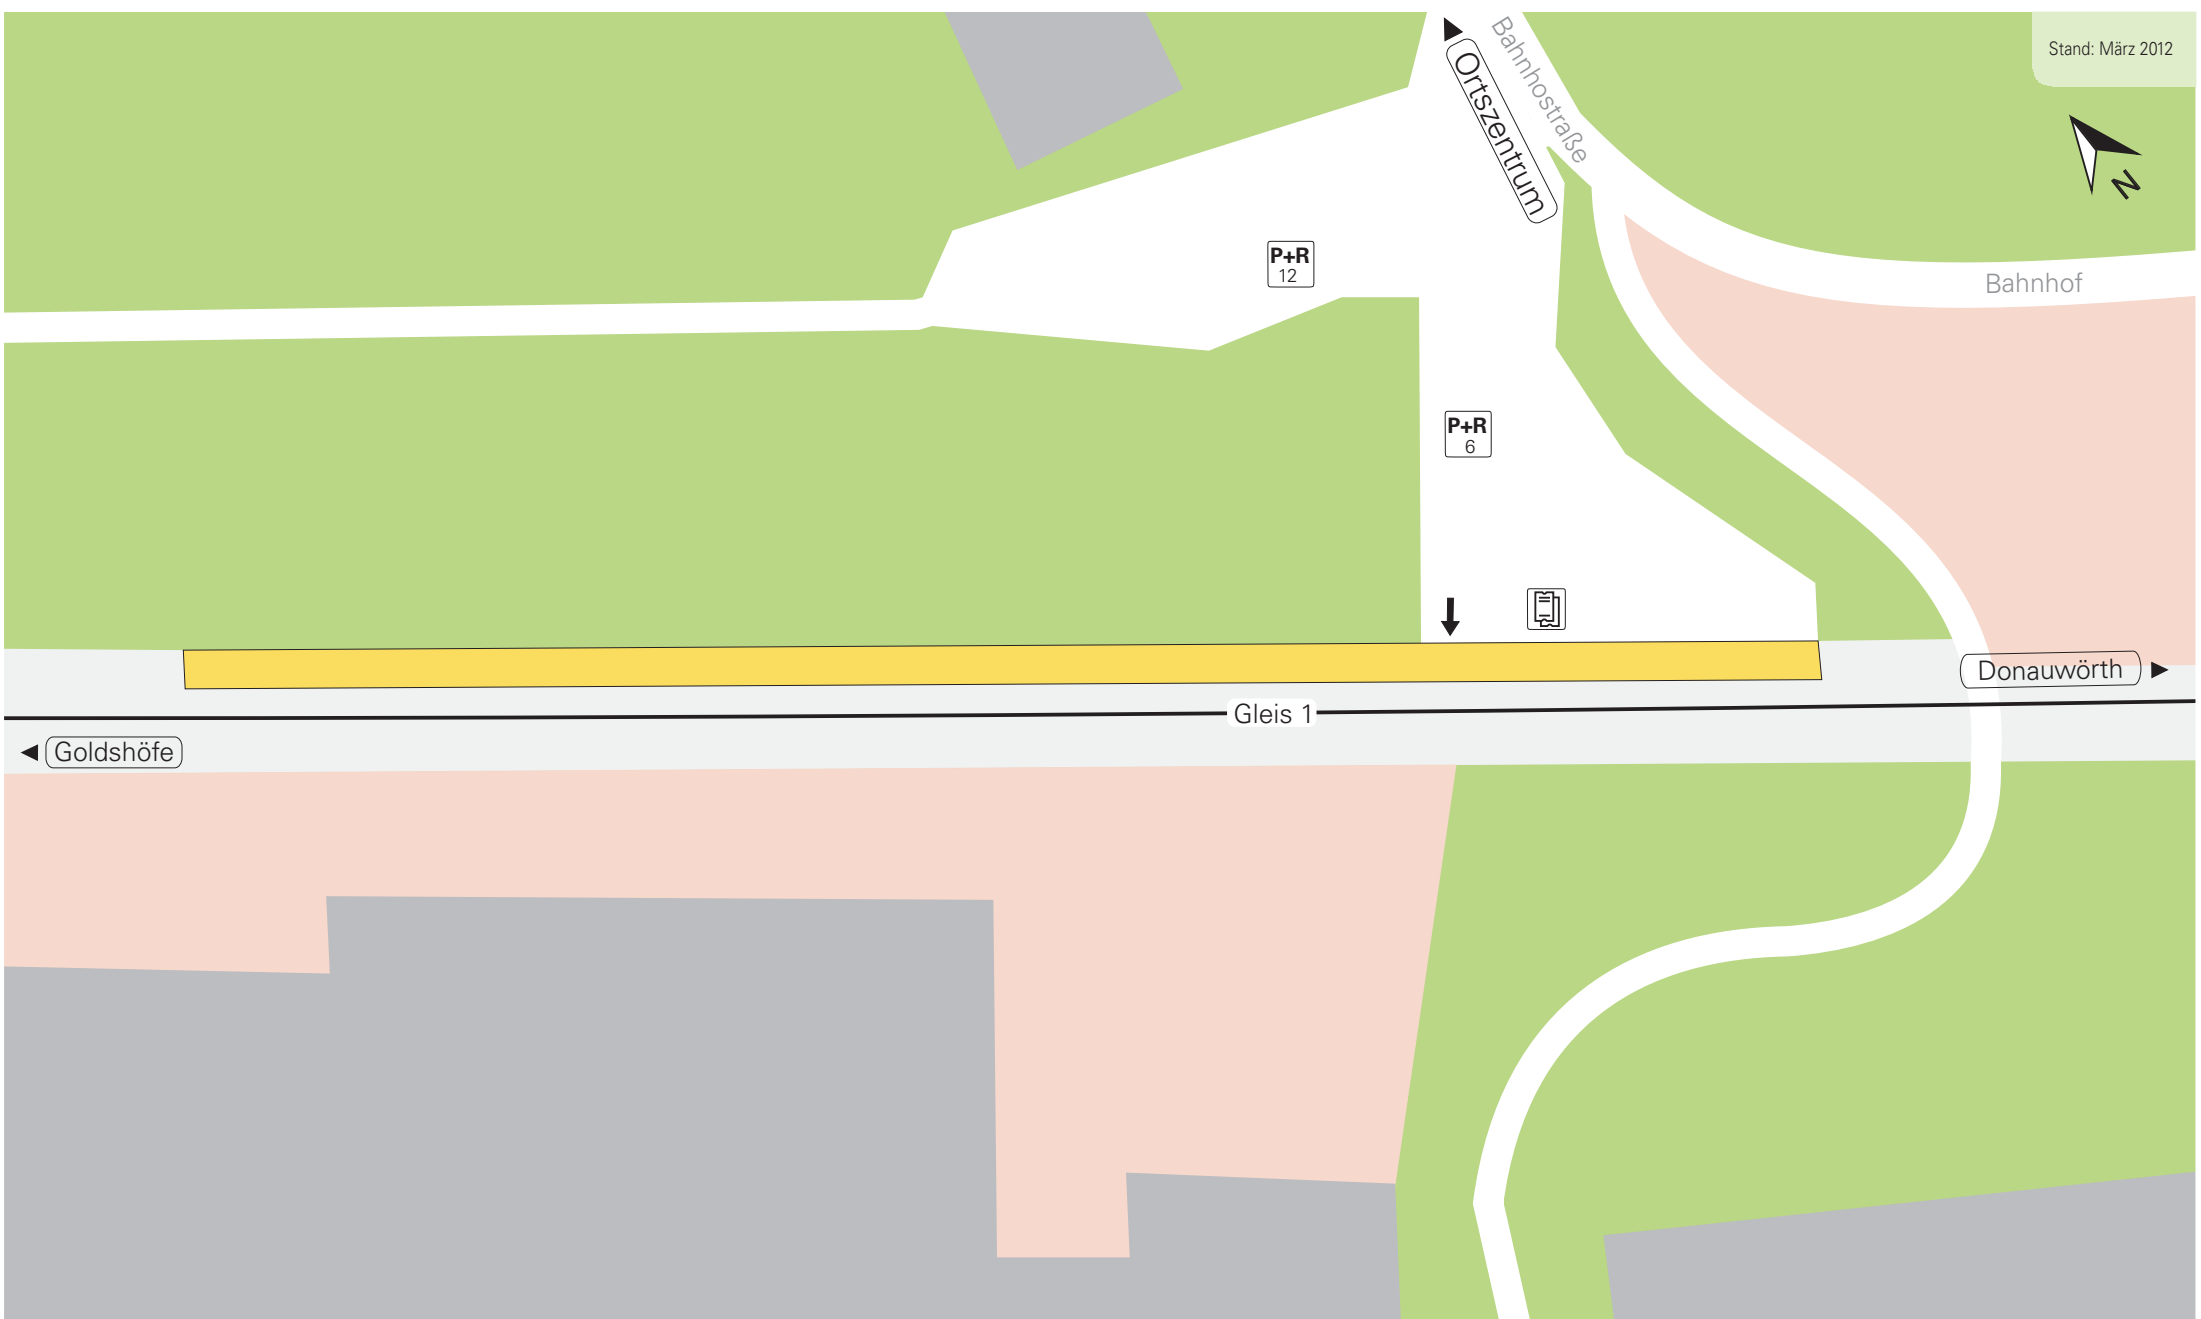 Stand: März 2012
Bahnhostraße
Ortszentrum
N
P+R
12
Bahnhof
P+R
6
Donauwörth
Gleis 1
Goldshöfe